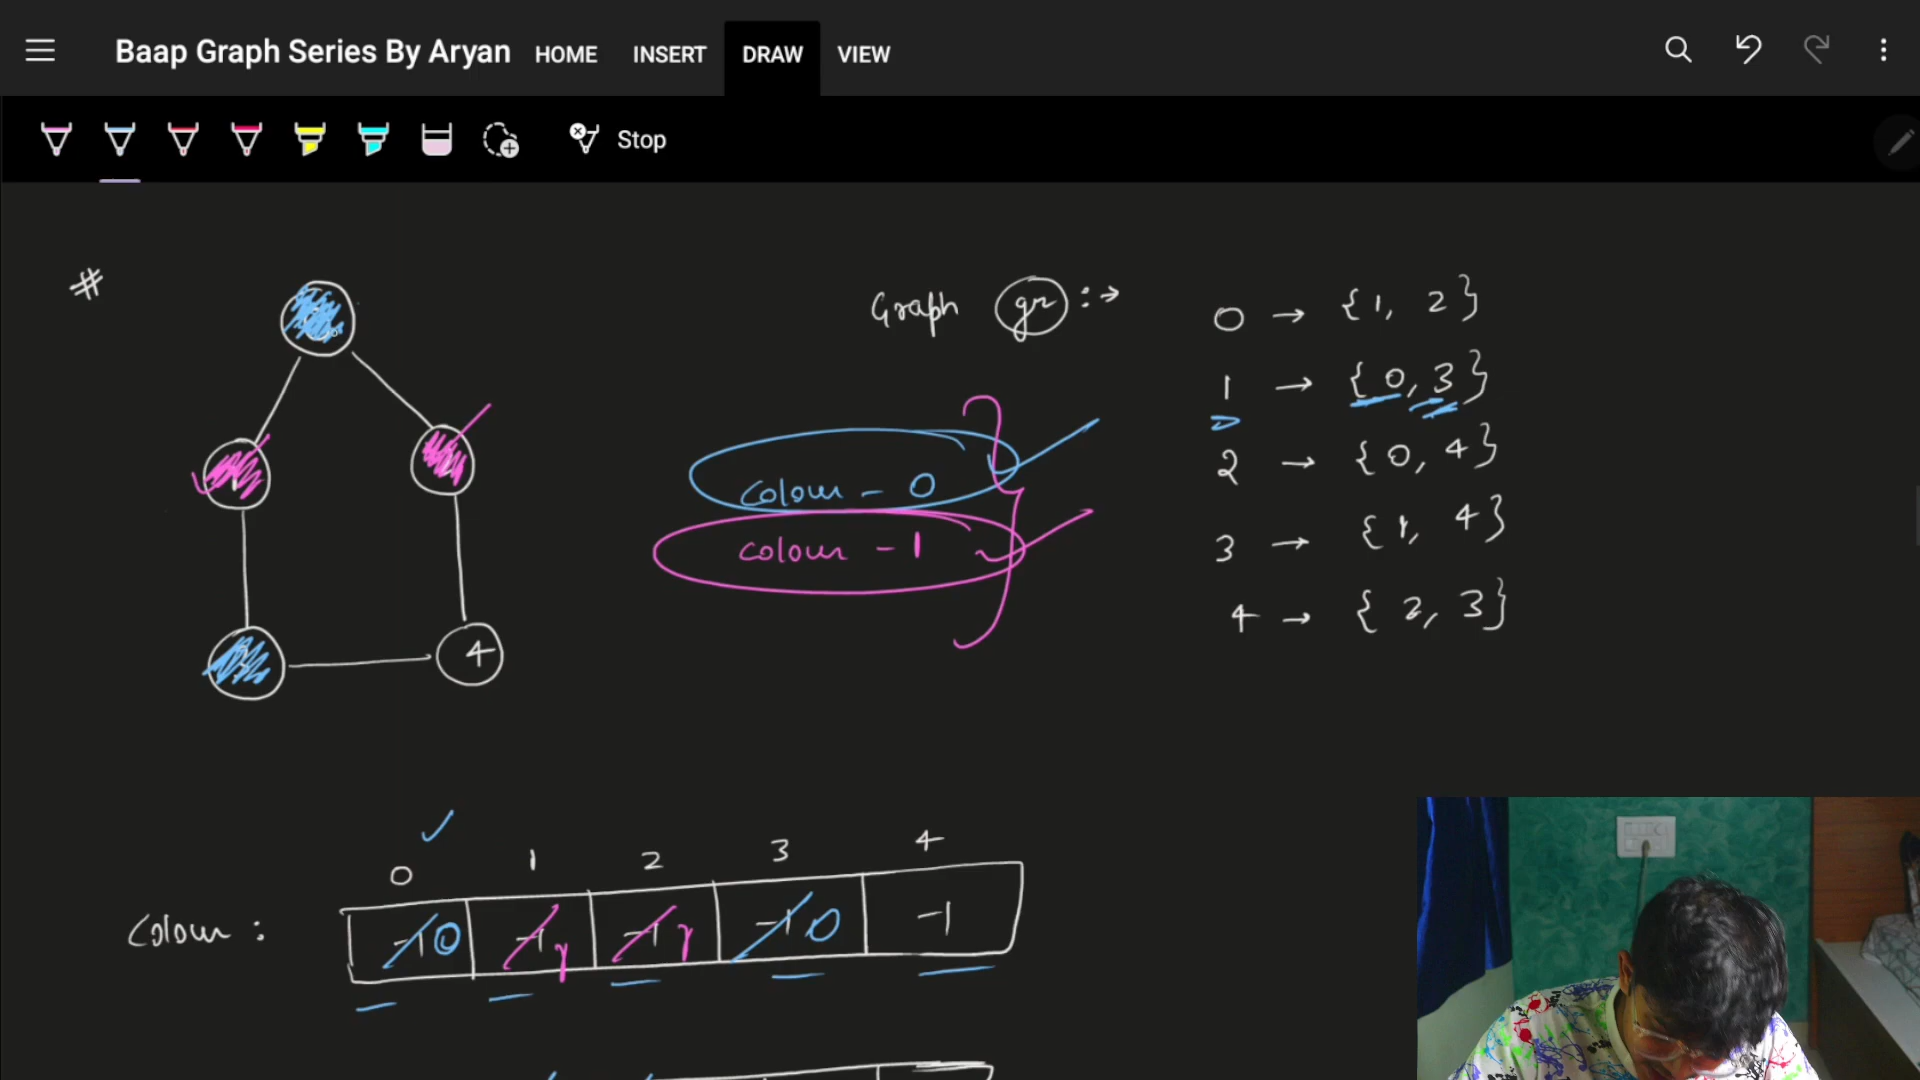 Baap Graph Series By Aryan HOME INSERT DRAW VIEW
Stop
#
Graph gr :→ 0 → {1, 2}
1 → {0, 3}
colour - 0
2 → {0, 4}
colour - 1
3 → {1, 4}
4 → {2, 3}
4
0 1 2 3 4
Colour : -1 0 -1 1 -1 1 -1 0 -1